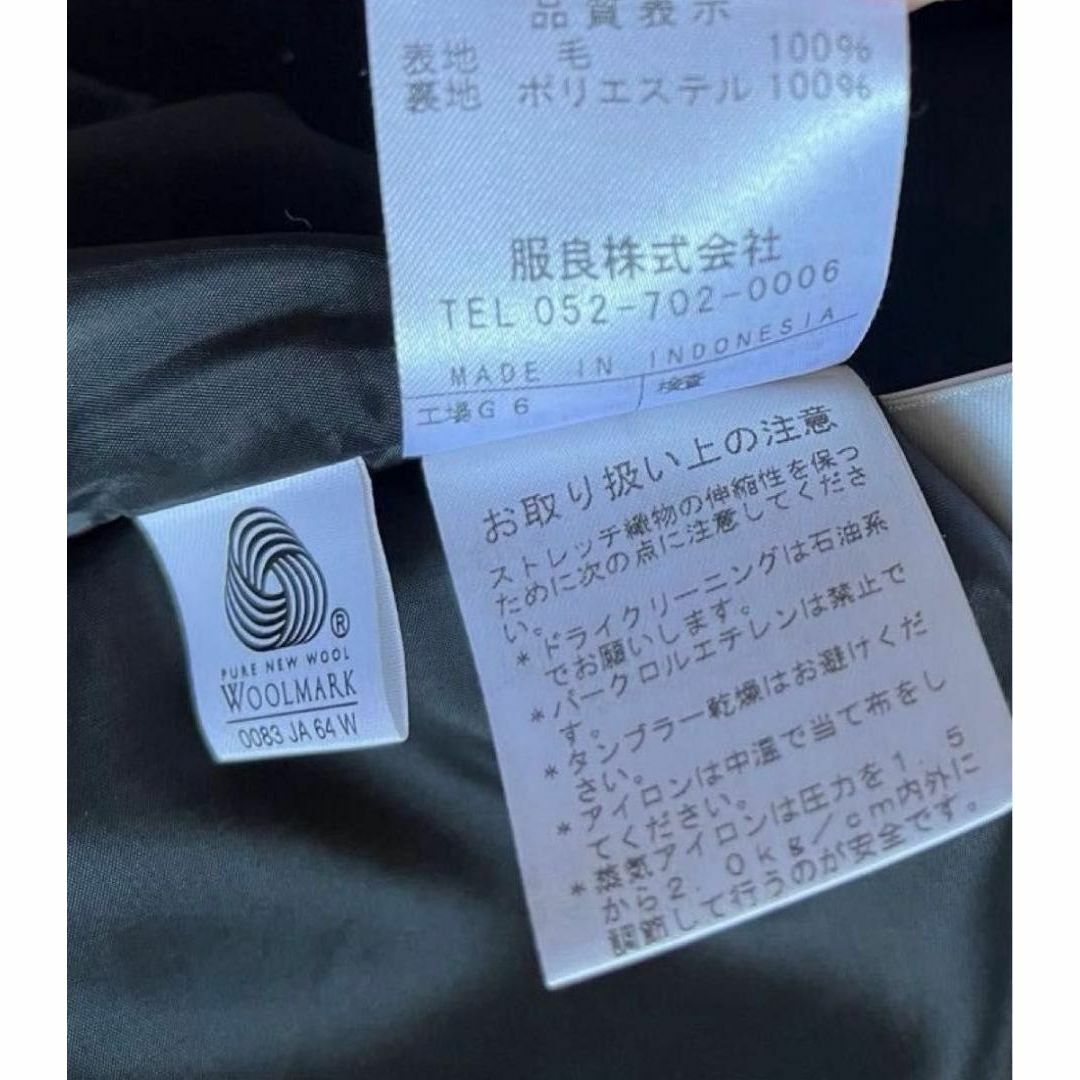 品質表示
表地 毛 100%
裏地 ポリエステル 100%
服良株式会社
TEL 052-702-0006
MADE IN INDONESIA
工場G 6 検査
お取り扱い上の注意
ストレッチ織物の伸縮性を保つ
ために次の点に注意してくださ
い。
*ドライクリーニングは石油系
でお願いします。
*パークロルエチレンは禁止で
す。
*タンブラー乾燥はお避けくだ
さい。
*アイロンは中温で当て布をし
てください。
*蒸気アイロンは圧力を1.5
から2.0kg/cm内外に
調節して行うのが安全です。
PURE NEW WOOL
WOOLMARK
0083 JA 64 W